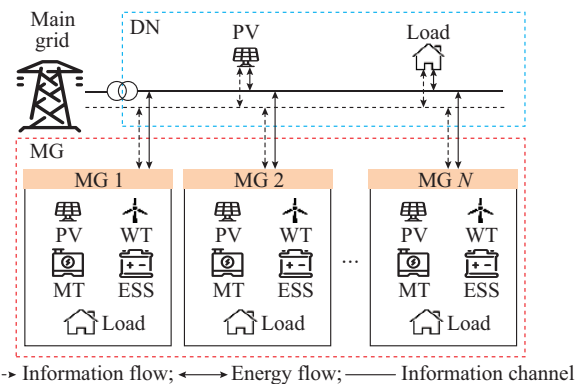 Main
grid
DN
PV
Load
MG
MG 1
MG 2
MG N
PV WT
PV WT
PV WT
MT ESS
MT ESS
...
MT ESS
Load
Load
Load
Information flow; Energy flow; Information channel